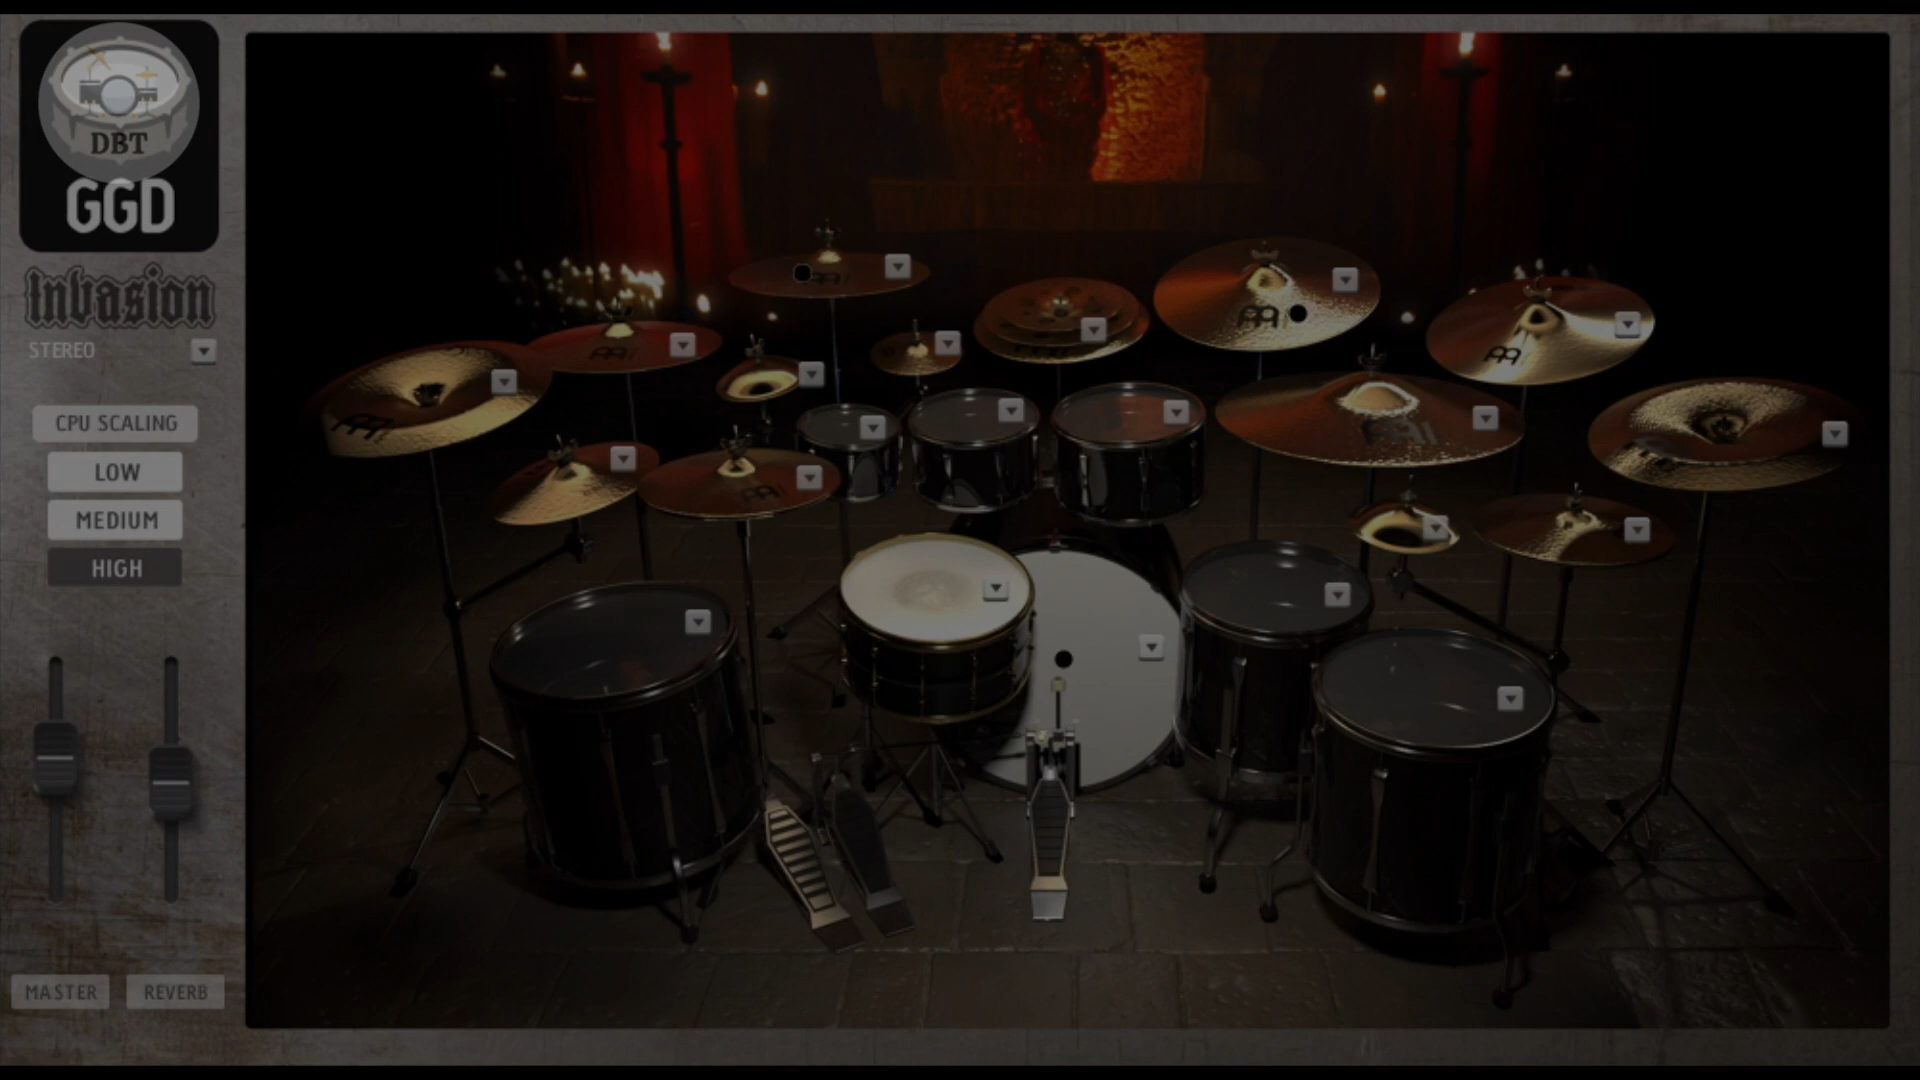 DBT
GGD
Invasion
STEREO
CPU SCALING
LOW
MEDIUM
HIGH
MASTER
REVERB